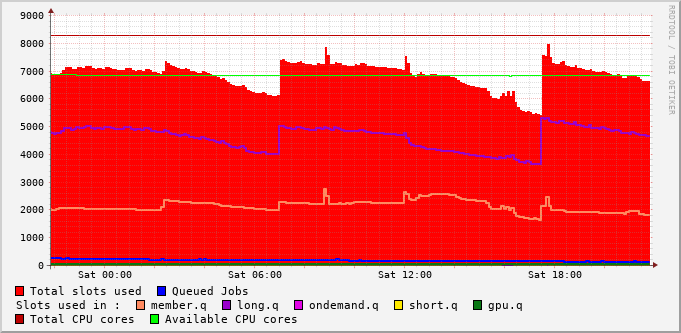 RRDTOOL / TOBI OETIKER
9000
8000
7000
6000
5000
4000
3000
2000
1000
0
Sat 00:00 Sat 06:00 Sat 12:00 Sat 18:00
Total slots used Queued Jobs
Slots used in : member.q long.q ondemand.q short.q gpu.q
Total CPU cores Available CPU cores